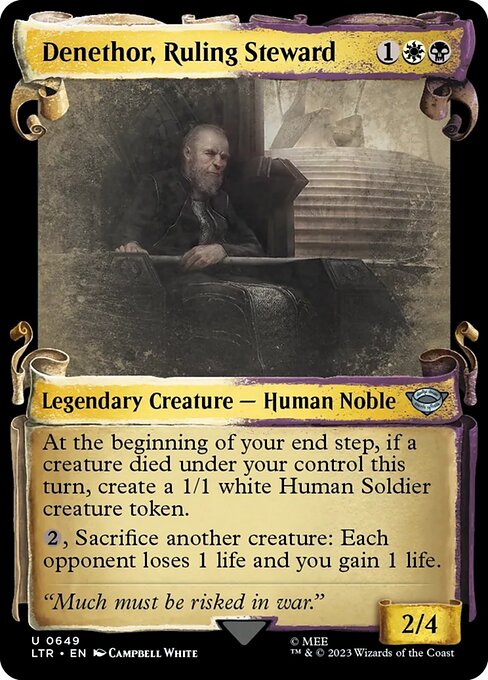 Denethor, Ruling Steward 1
Legendary Creature — Human Noble
At the beginning of your end step, if a
creature died under your control this
turn, create a 1/1 white Human Soldier
creature token.
2, Sacrifice another creature: Each
opponent loses 1 life and you gain 1 life.
“Much must be risked in war.”
2/4
U 0649
LTR • EN CAMPBELL WHITE
© MEE
™ & © 2023 Wizards of the Coast